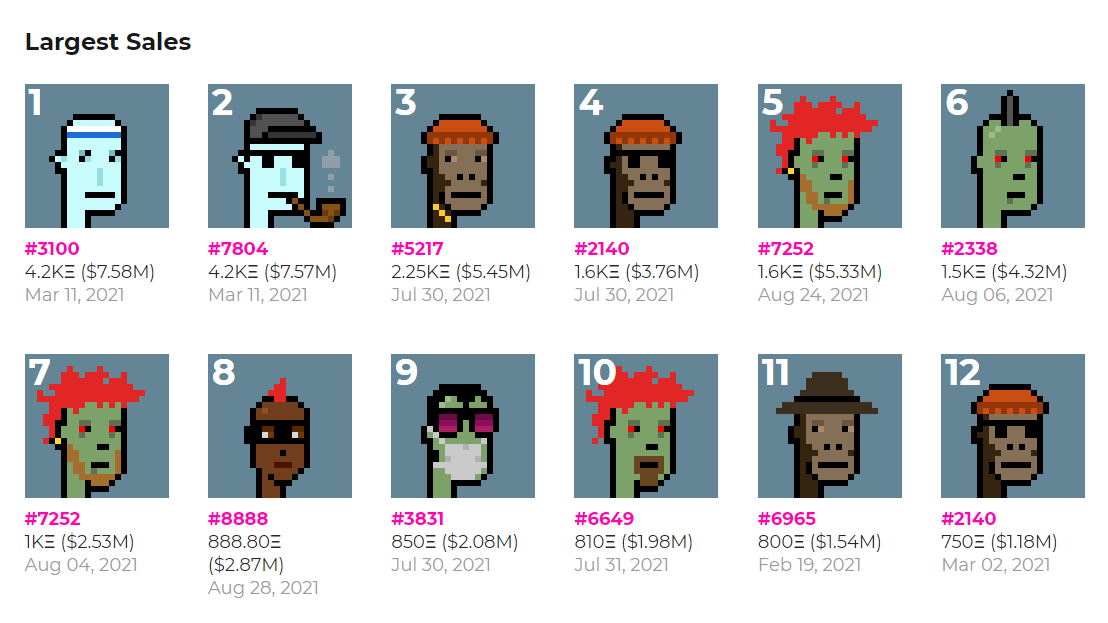 Largest Sales
1
2
3
4
5
6
#3100
#7804
#5217
#2140
#7252
#2338
4.2KΞ ($7.58M)
4.2KΞ ($7.57M)
2.25KΞ ($5.45M)
1.6KΞ ($3.76M)
1.6KΞ ($5.33M)
1.5KΞ ($4.32M)
Mar 11, 2021
Mar 11, 2021
Jul 30, 2021
Jul 30, 2021
Aug 24, 2021
Aug 06, 2021
7
8
9
10
11
12
#7252
#8888
#3831
#6649
#6965
#2140
1KΞ ($2.53M)
888.80Ξ
($2.87M)
850Ξ ($2.08M)
810Ξ ($1.98M)
800Ξ ($1.54M)
750Ξ ($1.18M)
Aug 04, 2021
Aug 28, 2021
Jul 30, 2021
Jul 31, 2021
Feb 19, 2021
Mar 02, 2021